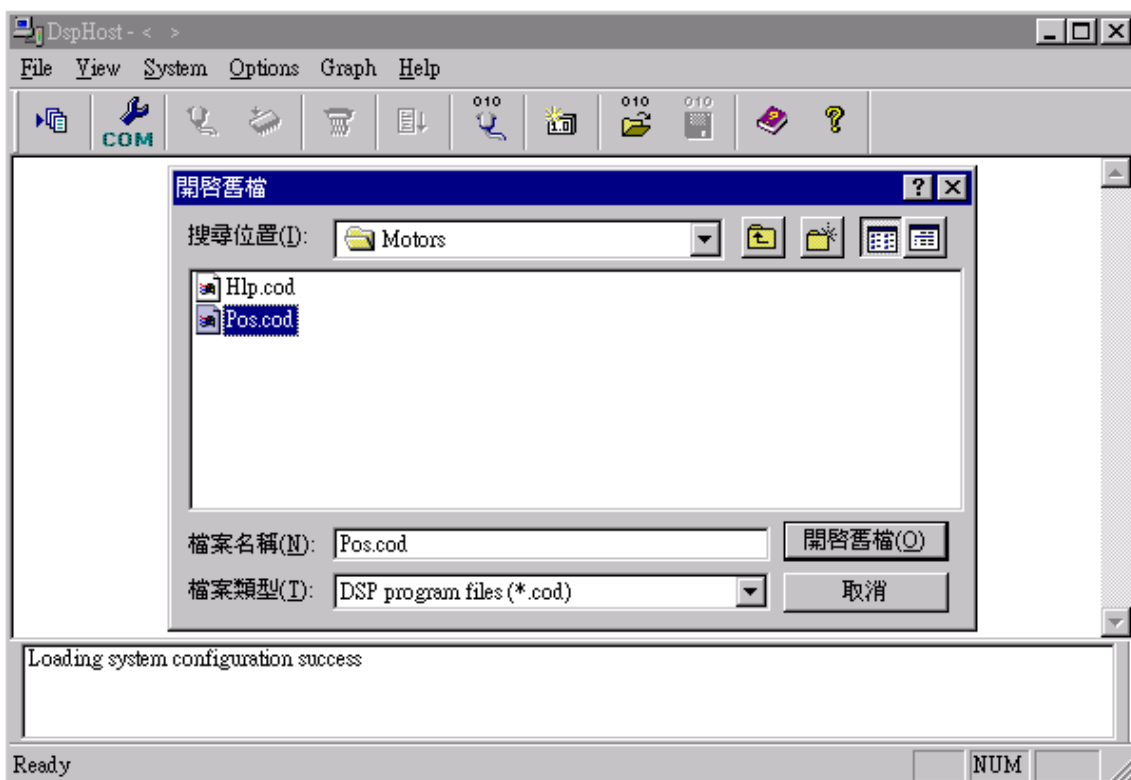 DspHost - < >
File View System Options Graph Help
COM 010 1.0 010 010 ?
開啓舊檔 ?
搜尋位置(I): Motors
Hlp.cod
Pos.cod
檔案名稱(N): Pos.cod 開啓舊檔(O)
檔案類型(T): DSP program files (*.cod) 取消
Loading system configuration success
Ready NUM